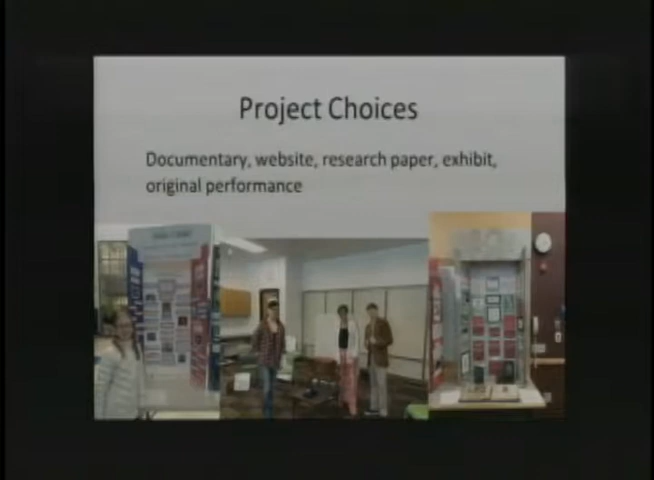 Project Choices
Documentary, website, research paper, exhibit,
original performance